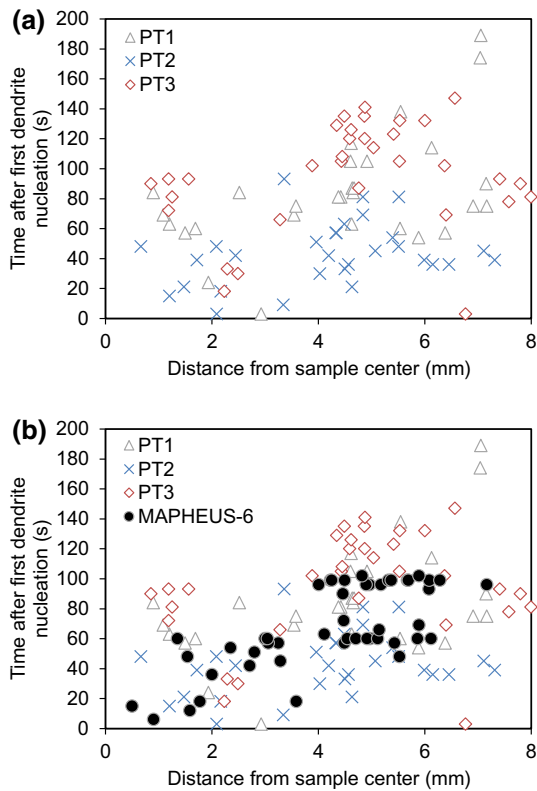 (a)
200
180
160
140
120
100
80
60
40
20
0
Time after first dendrite
nucleation (s)
PT1
PT2
PT3
0 2 4 6 8
Distance from sample center (mm)
(b)
200
180
160
140
120
100
80
60
40
20
0
Time after first dendrite
nucleation (s)
PT1
PT2
PT3
MAPHEUS-6
0 2 4 6 8
Distance from sample center (mm)